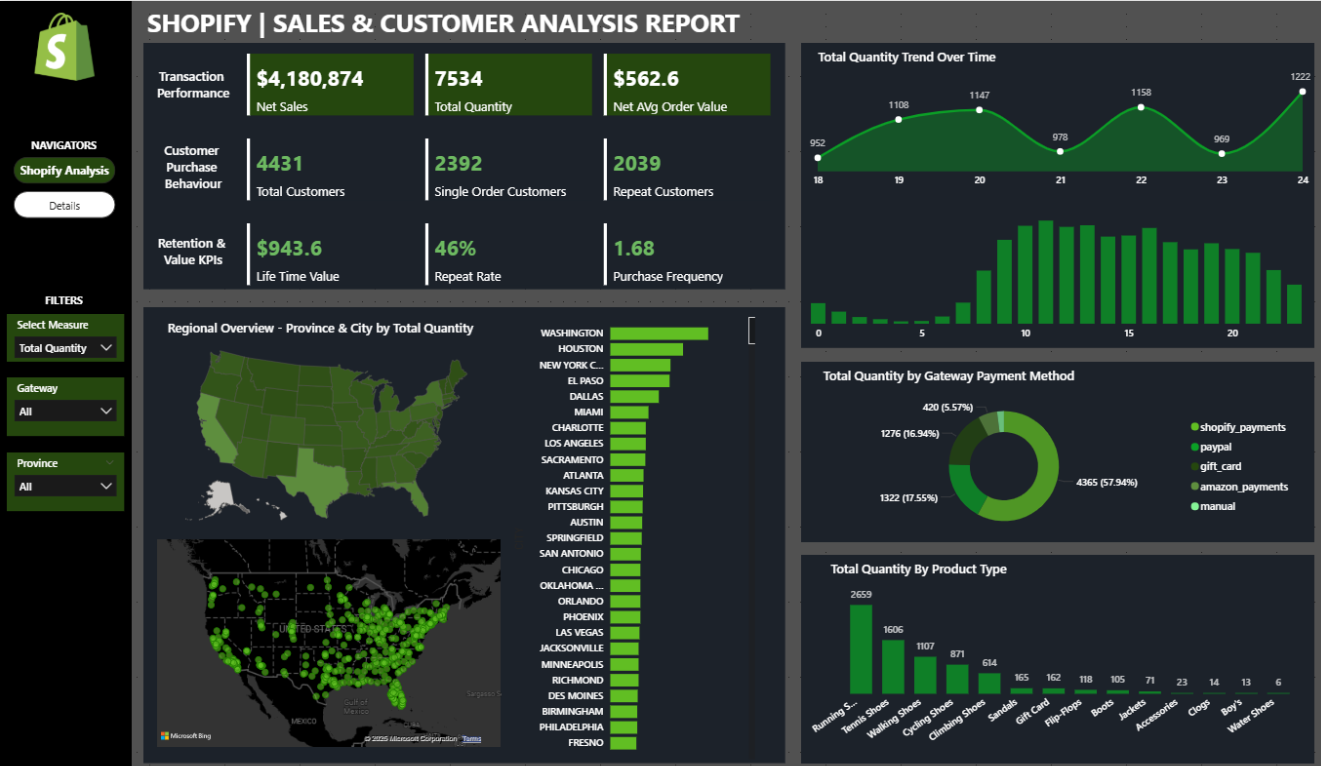 SHOPIFY | SALES & CUSTOMER ANALYSIS REPORT
NAVIGATORS
Shopify Analysis
Details
FILTERS
Select Measure
Total Quantity
Gateway
All
Province
All
Transaction
Performance
$4,180,874
Net Sales
7534
Total Quantity
$562.6
Net AVg Order Value
Customer
Purchase
Behaviour
4431
Total Customers
2392
Single Order Customers
2039
Repeat Customers
Retention &
Value KPIs
$943.6
Life Time Value
46%
Repeat Rate
1.68
Purchase Frequency
Regional Overview - Province & City by Total Quantity
UNITED STATES
MEXICO
Gulf of
Mexico
Sargasso S
Microsoft Bing
© 2025 Microsoft Corporation Terms
WASHINGTON
HOUSTON
NEW YORK C...
EL PASO
DALLAS
MIAMI
CHARLOTTE
LOS ANGELES
SACRAMENTO
ATLANTA
KANSAS CITY
PITTSBURGH
AUSTIN
SPRINGFIELD
SAN ANTONIO
CHICAGO
OKLAHOMA ...
ORLANDO
PHOENIX
LAS VEGAS
JACKSONVILLE
MINNEAPOLIS
RICHMOND
DES MOINES
BIRMINGHAM
PHILADELPHIA
FRESNO
Total Quantity Trend Over Time
952
1108
1147
978
1158
969
1222
18 19 20 21 22 23 24
0 5 10 15 20
Total Quantity by Gateway Payment Method
420 (5.57%)
1276 (16.94%)
1322 (17.55%)
4365 (57.94%)
shopify_payments
paypal
gift_card
amazon_payments
manual
Total Quantity By Product Type
2659 1606 1107 871 614 165 162 118 105 71 23 14 13 6
Running S... Tennis Shoes Walking Shoes Cycling Shoes Climbing Shoes Sandals Gift Card Flip-Flops Boots Jackets Accessories Clogs Boy's Water Shoes